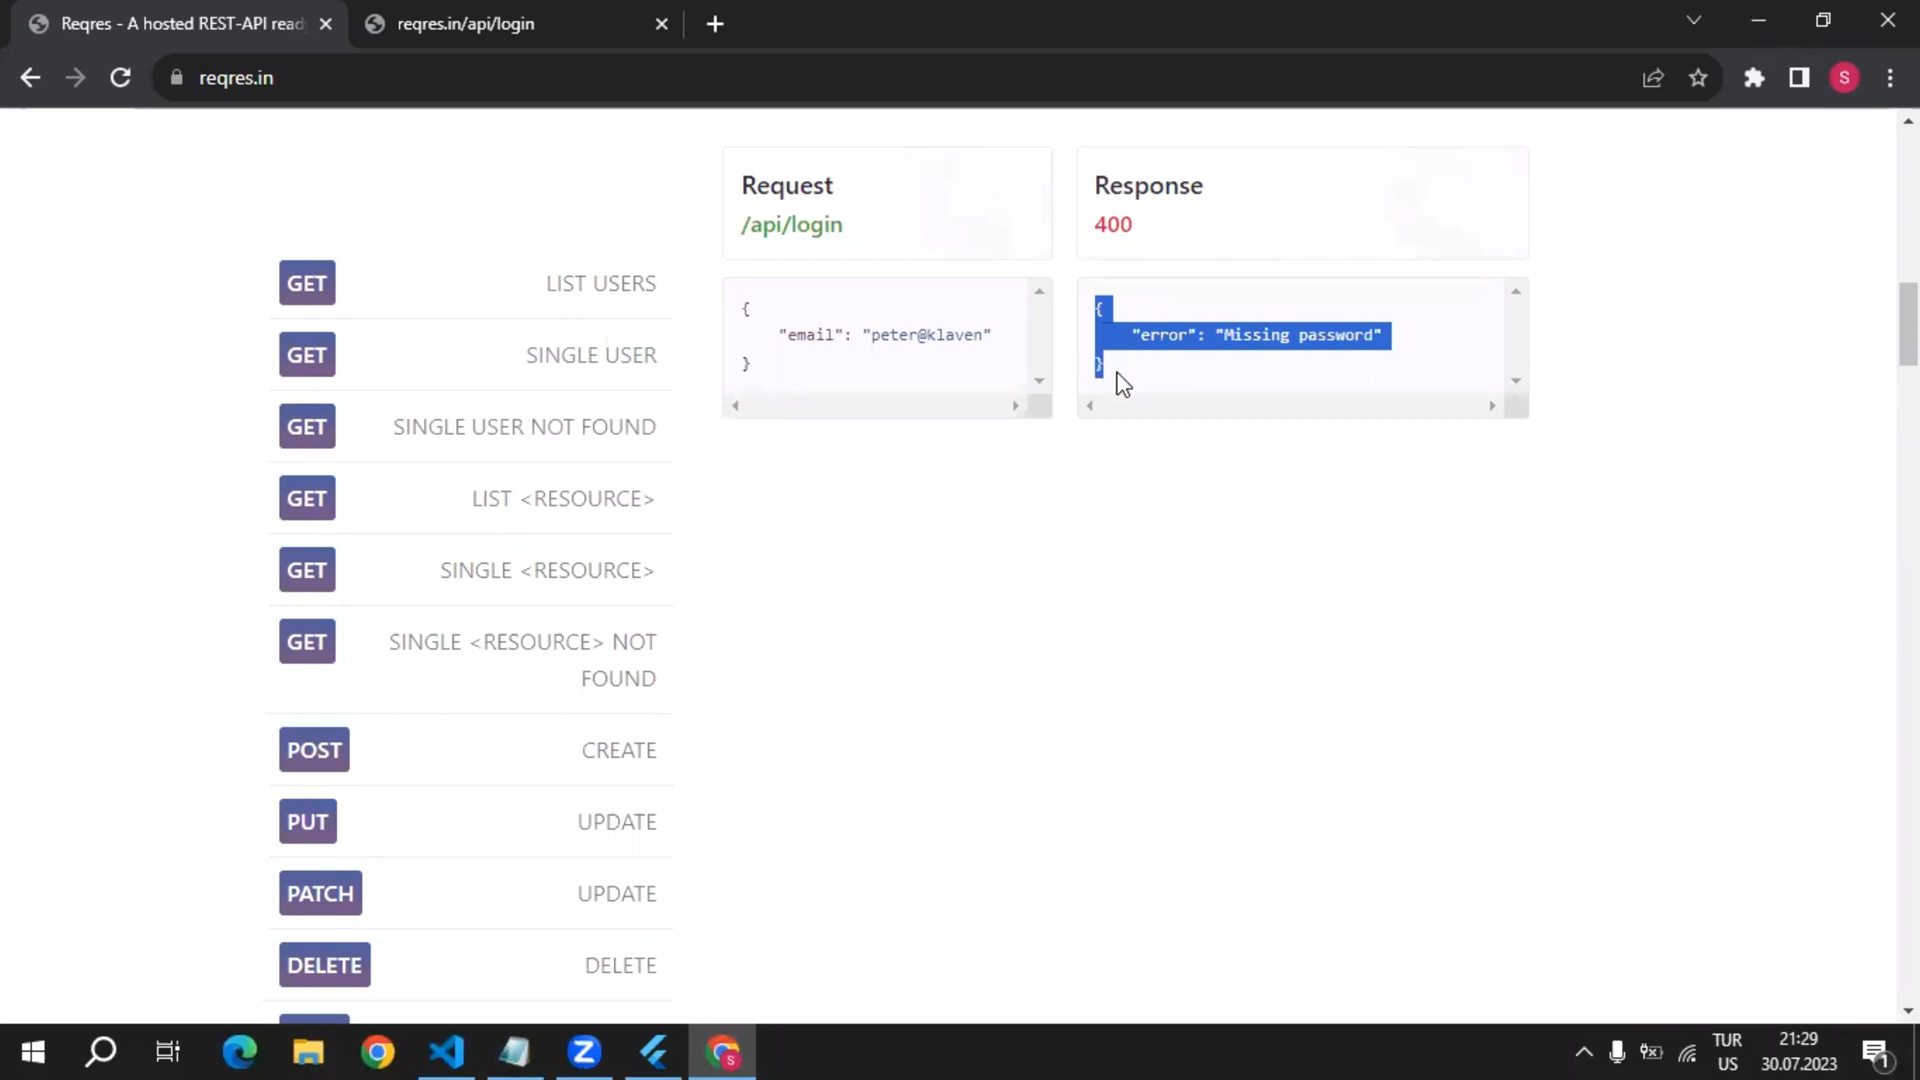 Reqres - A hosted REST-API read
reqres.in/api/login
reqres.in
S
Request
/api/login
Response
400
{
"email": "peter@klaven"
}
{
"error": "Missing password"
}
GET LIST USERS
GET SINGLE USER
GET SINGLE USER NOT FOUND
GET LIST <RESOURCE>
GET SINGLE <RESOURCE>
GET SINGLE <RESOURCE> NOT
FOUND
POST CREATE
PUT UPDATE
PATCH UPDATE
DELETE DELETE
Z
S
TUR
US
21:29
30.07.2023
1